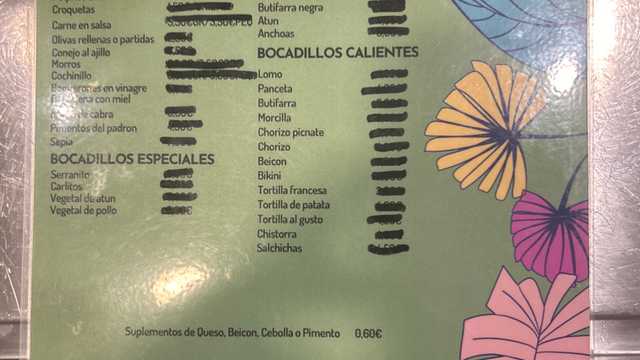 Croquetas
Carne en salsa
Olivas rellenas o partidas
Conejo al ajillo
Morros
Cochinillo
Boquerones en vinagre
con miel
de cabra
Pimientos del padron
Sepia
BOCADILLOS ESPECIALES
Serranito
Carlitos
Vegetal de atun
Vegetal de pollo
Butifarra negra
Atun
Anchoas
BOCADILLOS CALIENTES
Lomo
Panceta
Butifarra
Morcilla
Chorizo picnate
Chorizo
Beicon
Bikini
Tortilla francesa
Tortilla de patata
Tortilla al gusto
Chistorra
Salchichas
Suplementos de Queso, Beicon, Cebolla o Pimento 0,60€